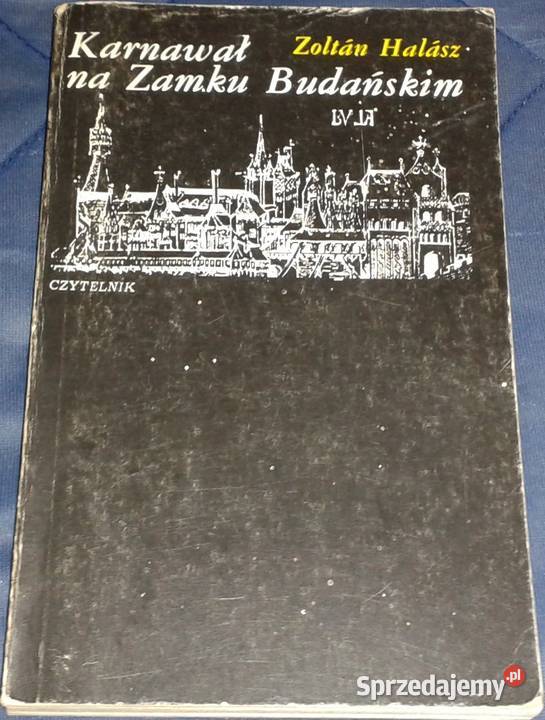 Karnawał Zoltán Halász
na Zamku Budańskim
CZYTELNIK
Sprzedajemy.pl